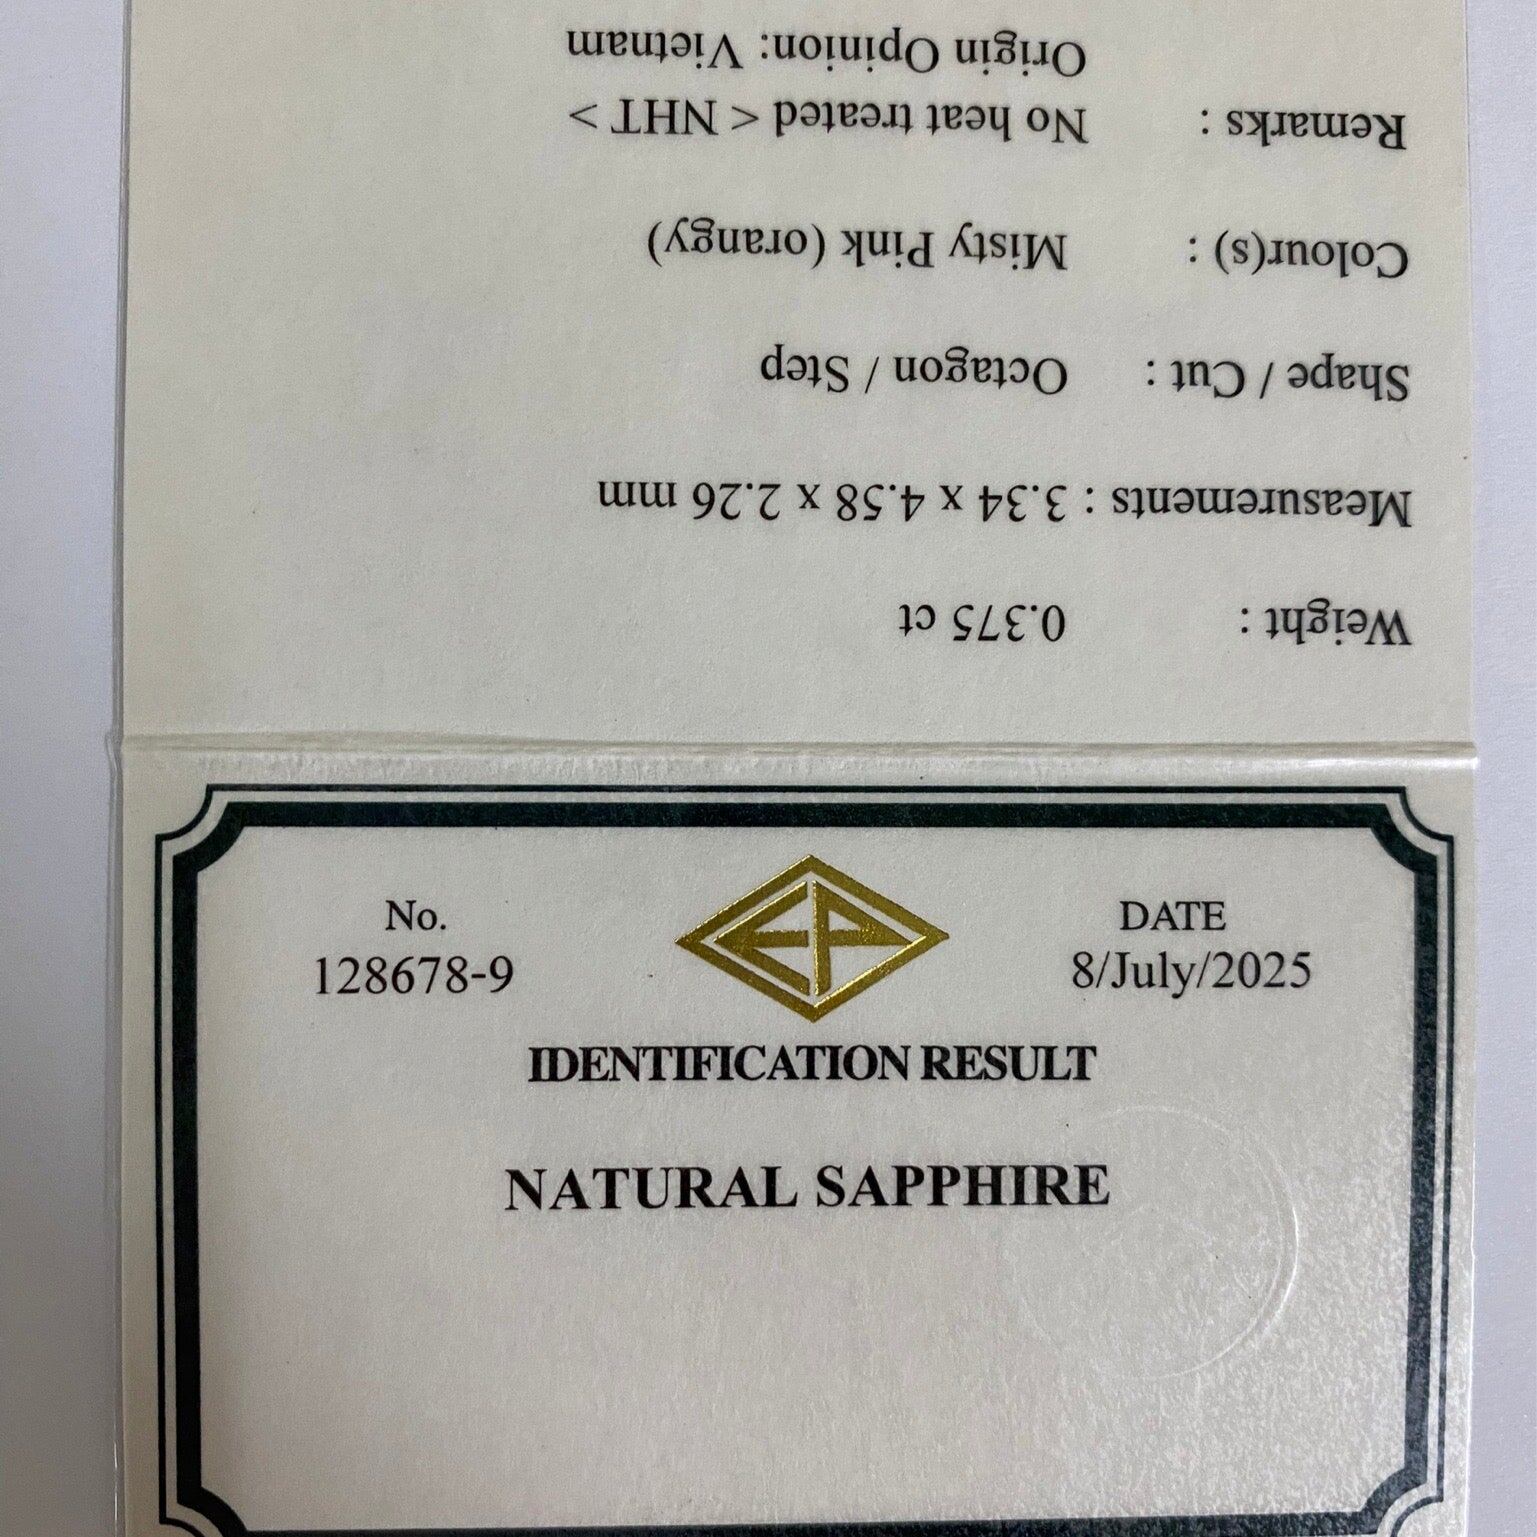 No.
128678-9
DATE
8/July/2025
IDENTIFICATION RESULT
NATURAL SAPPHIRE
Weight : 0.375 ct
Measurements : 3.34 x 4.58 x 2.26 mm
Shape / Cut : Octagon / Step
Colour(s) : Misty Pink (orangy)
Remarks : No heat treated < NHT >
Origin Opinion: Vietnam